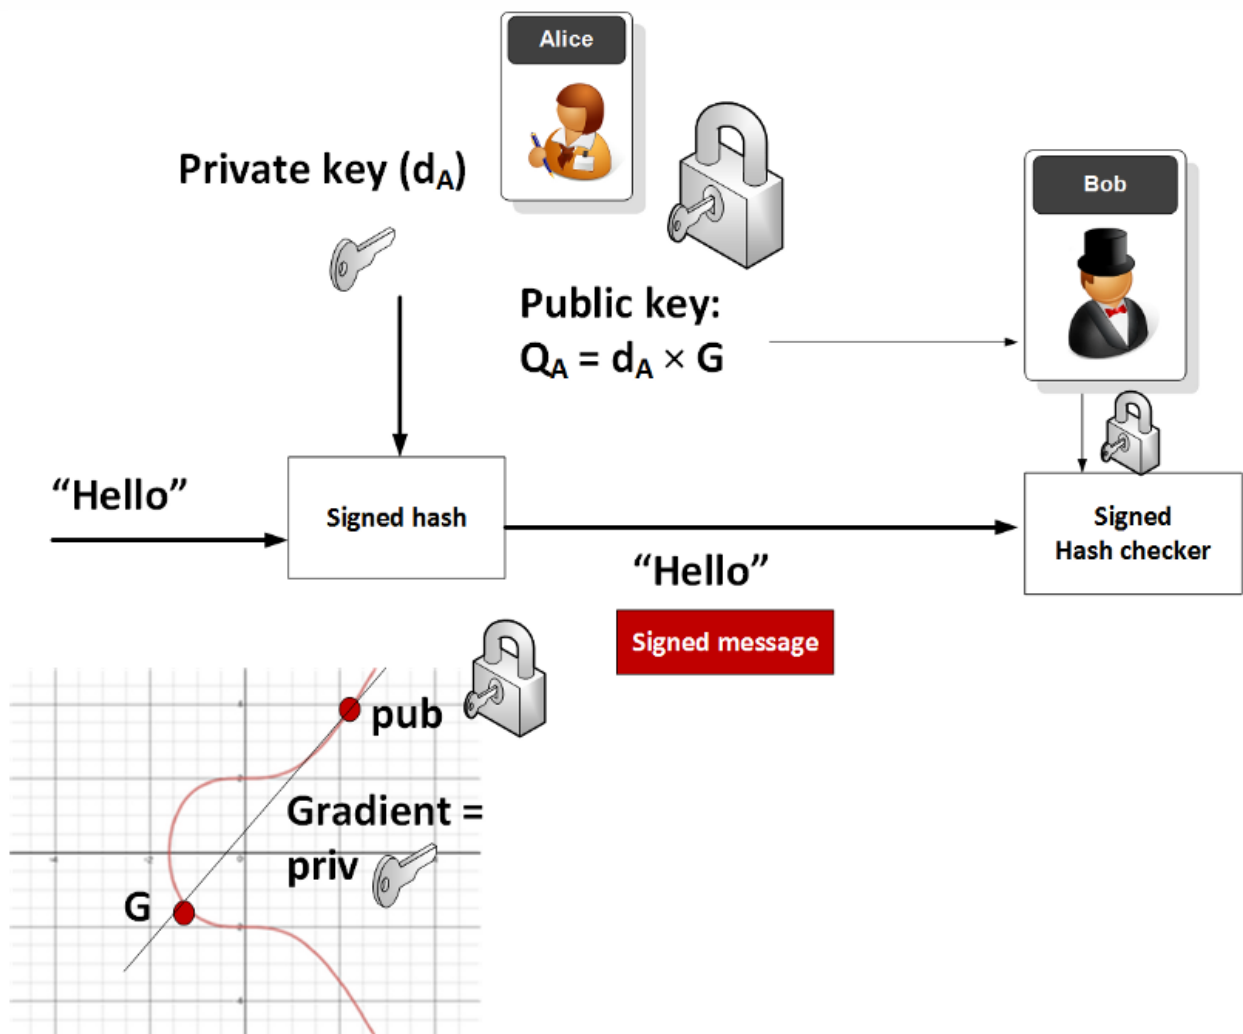 Alice
Private key (dA)
Bob
Public key:
QA = dA × G
“Hello”
Signed hash
Signed
Hash checker
“Hello”
Signed message
pub
Gradient =
priv
G